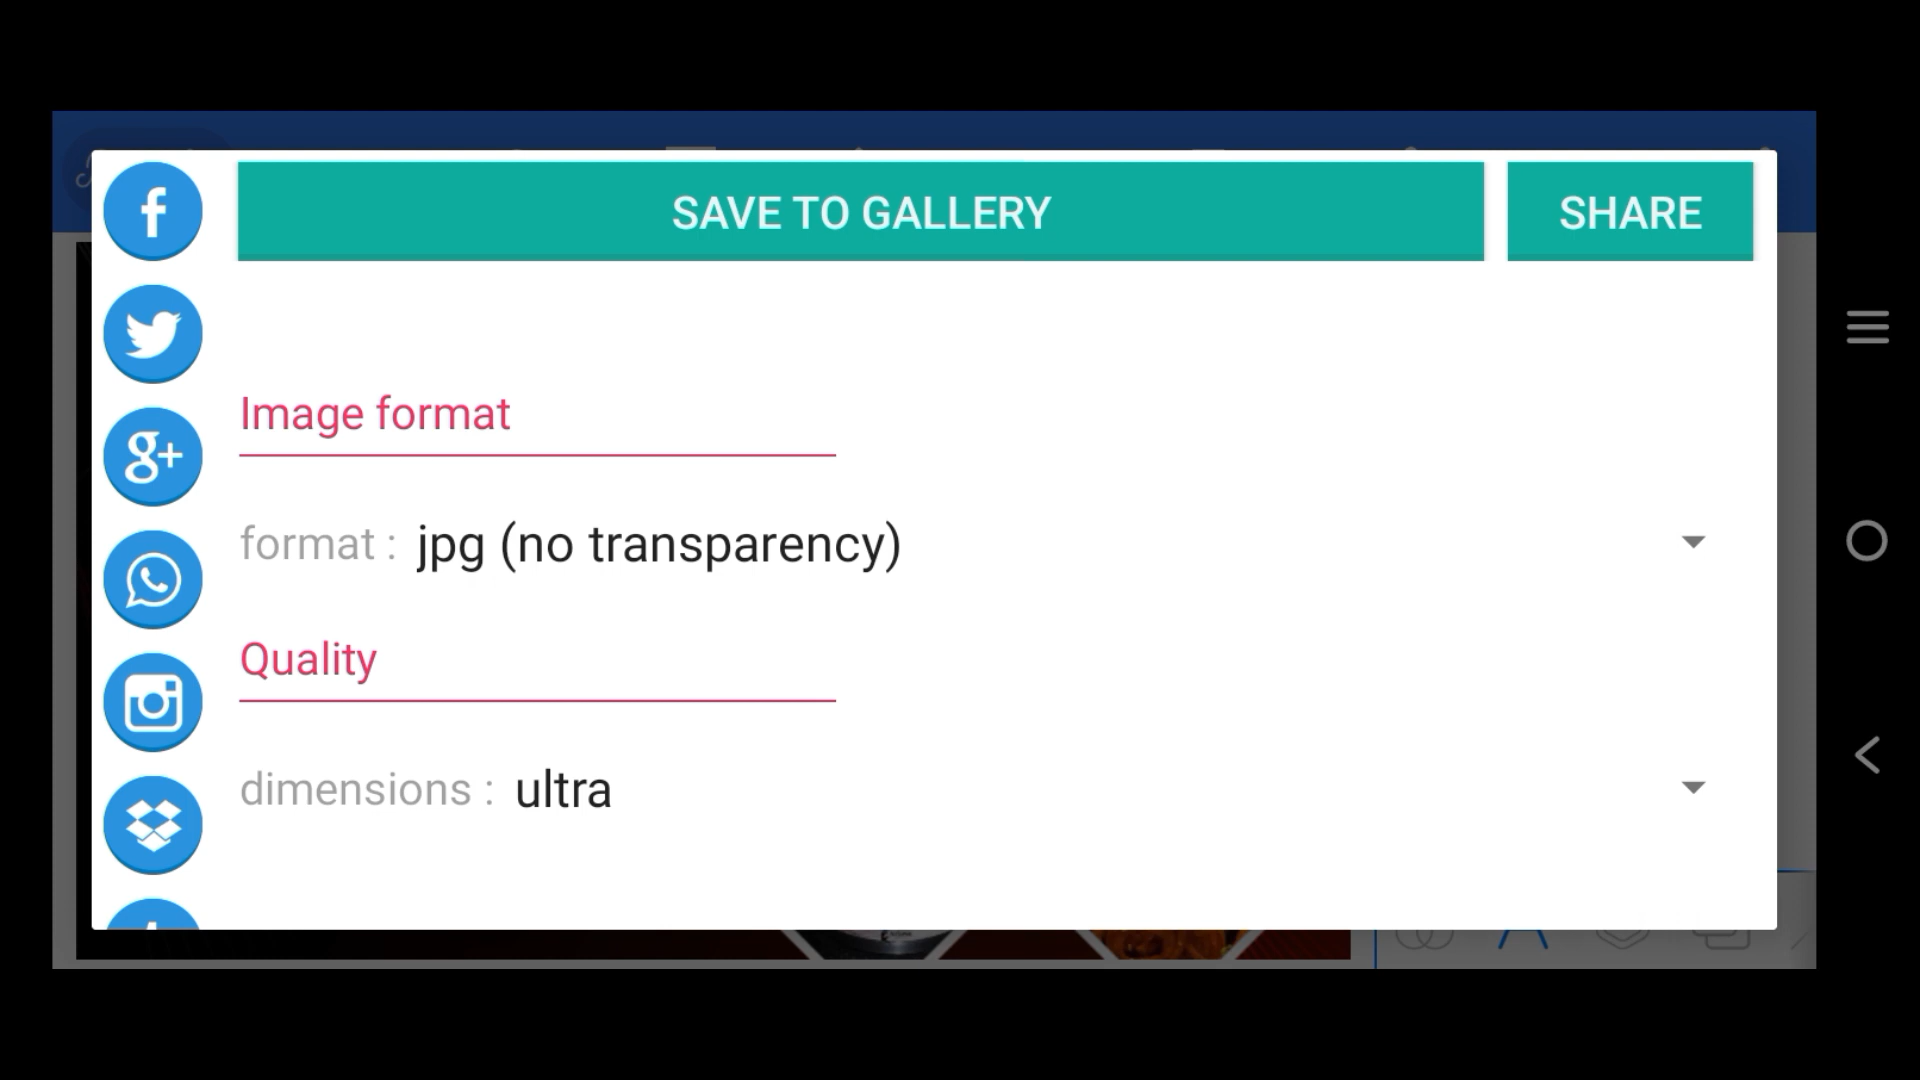 SAVE TO GALLERY
SHARE
Image format
format : jpg (no transparency)
Quality
dimensions : ultra